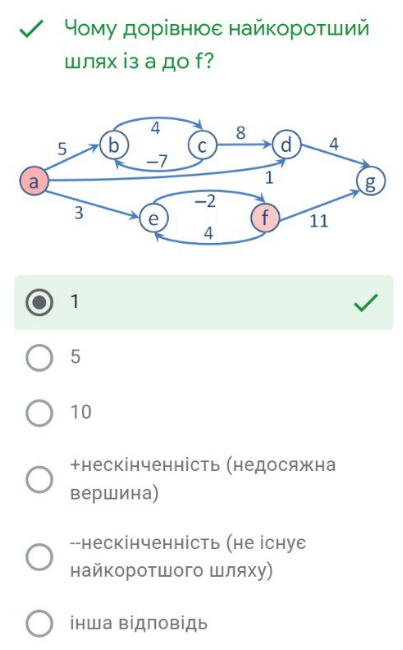 Чому дорівнює найкоротший
шлях із a до f?
4
5
b
c
8
d
4
–7
a
1
g
3
–2
e
f
11
4
1
5
10
+нескінченність (недосяжна
вершина)
--нескінченність (не існує
найкоротшого шляху)
інша відповідь